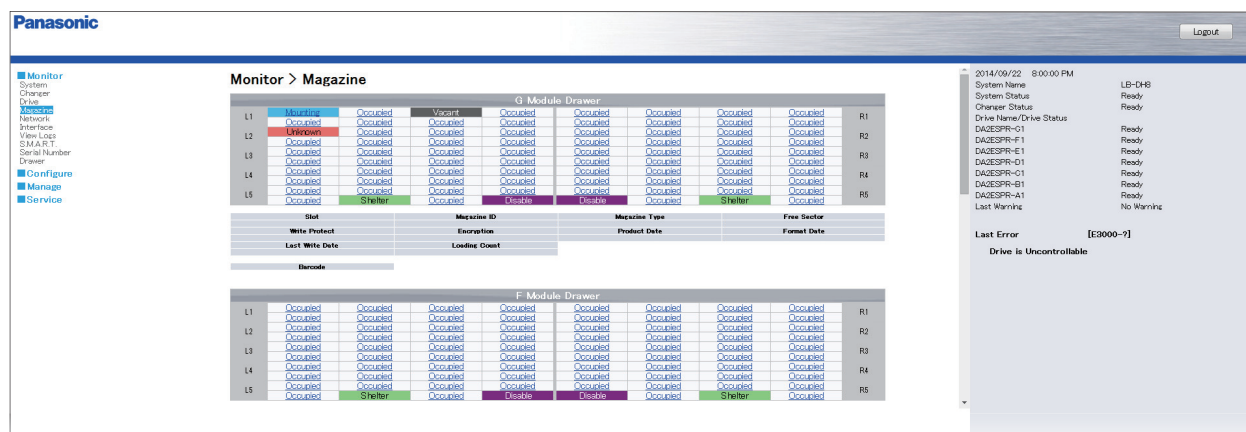 Panasonic
Logout
Monitor
System
Changer
Drive
Magazine
Network
Interface
View Logs
S.M.A.R.T.
Serial Number
Drawer
Configure
Manage
Service
Monitor > Magazine
G Module Drawer
L1 Mounting Occupied Vacant Occupied Occupied Occupied Occupied Occupied R1
Occupied Occupied Occupied Occupied Occupied Occupied Occupied Occupied
L2 Unknown Occupied Occupied Occupied Occupied Occupied Occupied Occupied R2
Occupied Occupied Occupied Occupied Occupied Occupied Occupied Occupied
L3 Occupied Occupied Occupied Occupied Occupied Occupied Occupied Occupied R3
Occupied Occupied Occupied Occupied Occupied Occupied Occupied Occupied
L4 Occupied Occupied Occupied Occupied Occupied Occupied Occupied Occupied R4
Occupied Occupied Occupied Occupied Occupied Occupied Occupied Occupied
L5 Occupied Occupied Occupied Occupied Occupied Occupied Occupied Occupied R5
Occupied Shelter Occupied Disable Disable Occupied Shelter Occupied
Slot Magazine ID Magazine Type Free Sector
Write Protect Encryption Product Date Format Date
Last Write Date Loading Count
Barcode
F Module Drawer
L1 Occupied Occupied Occupied Occupied Occupied Occupied Occupied Occupied R1
Occupied Occupied Occupied Occupied Occupied Occupied Occupied Occupied
L2 Occupied Occupied Occupied Occupied Occupied Occupied Occupied Occupied R2
Occupied Occupied Occupied Occupied Occupied Occupied Occupied Occupied
L3 Occupied Occupied Occupied Occupied Occupied Occupied Occupied Occupied R3
Occupied Occupied Occupied Occupied Occupied Occupied Occupied Occupied
L4 Occupied Occupied Occupied Occupied Occupied Occupied Occupied Occupied R4
Occupied Occupied Occupied Occupied Occupied Occupied Occupied Occupied
L5 Occupied Occupied Occupied Occupied Occupied Occupied Occupied Occupied R5
Occupied Shelter Occupied Disable Disable Occupied Shelter Occupied
2014/09/22 8:00:00 PM
System Name LB-DH8
System Status Ready
Changer Status Ready
Drive Name/Drive Status
DA2ESPR-G1 Ready
DA2ESPR-F1 Ready
DA2ESPR-E1 Ready
DA2ESPR-D1 Ready
DA2ESPR-C1 Ready
DA2ESPR-B1 Ready
DA2ESPR-A1 Ready
Last Warning No Warning
Last Error [E3000-?]
Drive is Uncontrollable